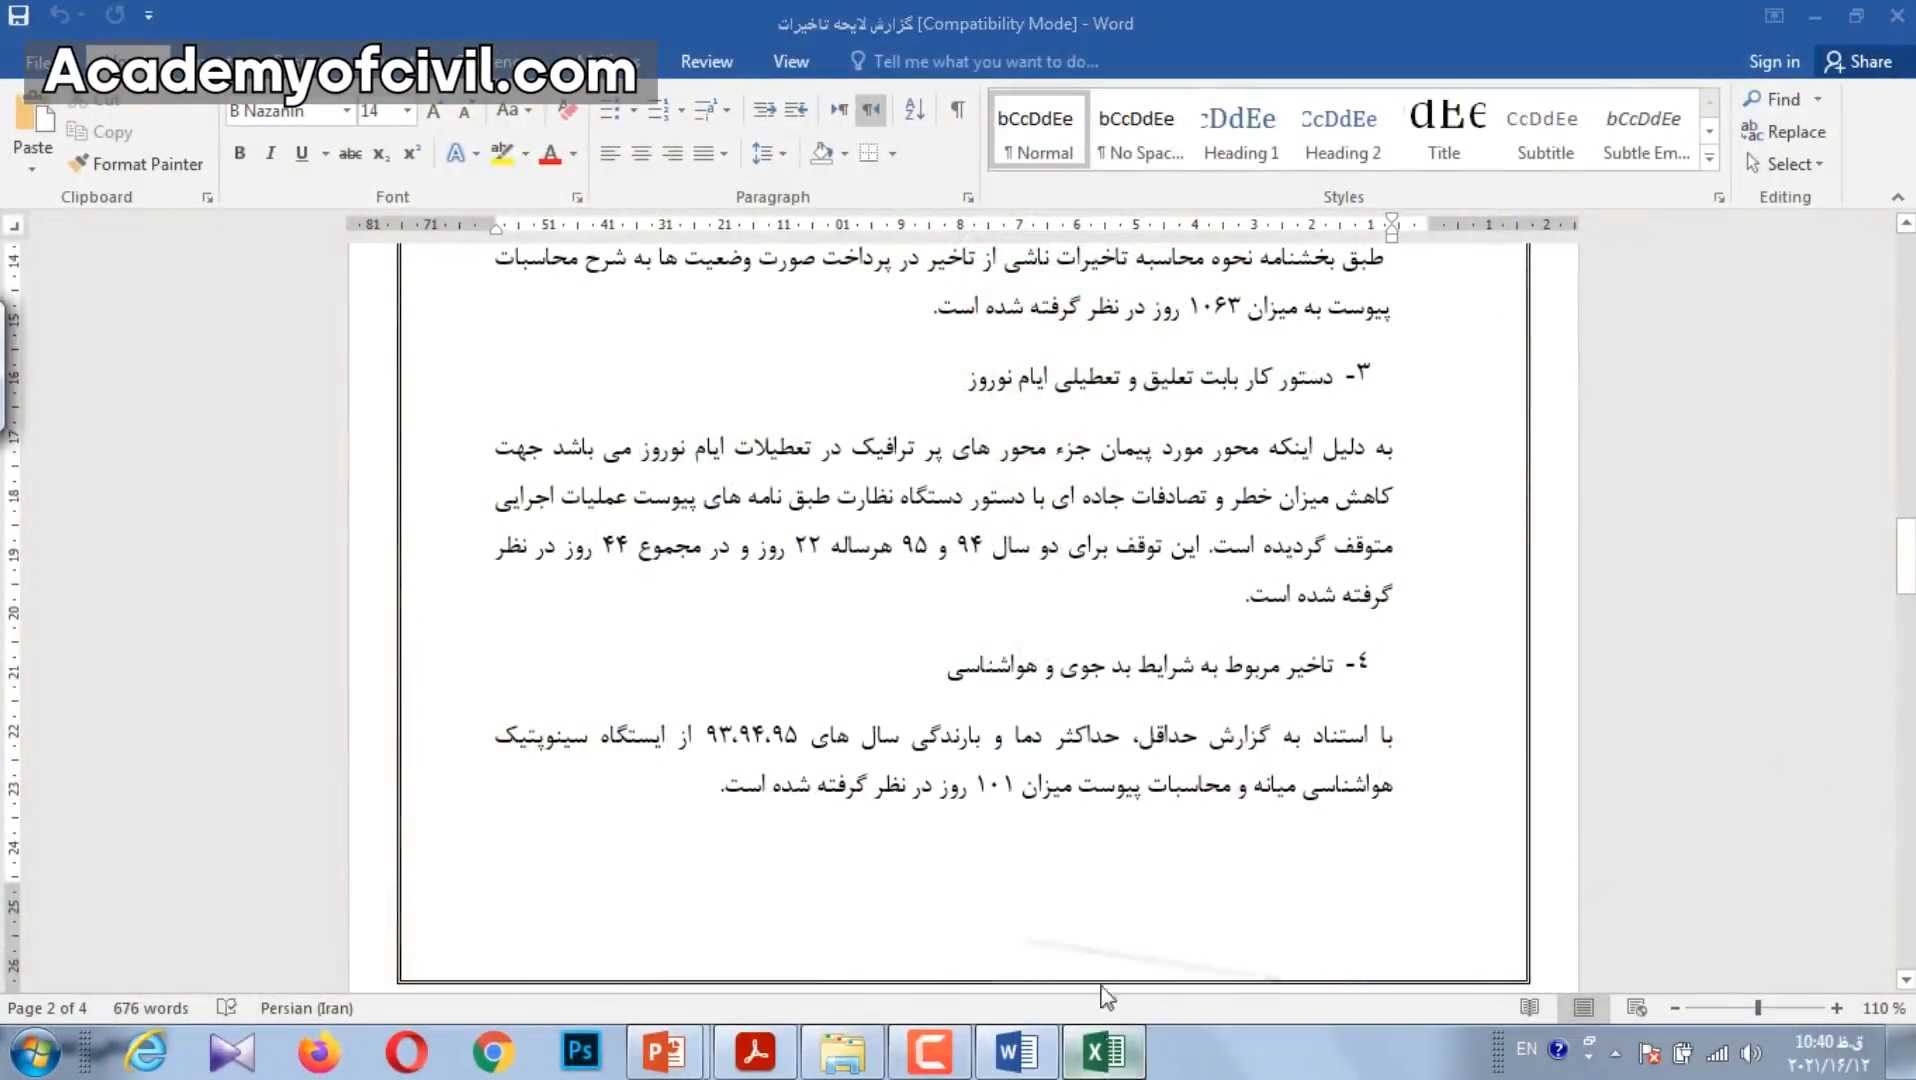 گزارش لایحه تاخیرات [Compatibility Mode] - Word
Academyofcivil.com
Review View Tell me what you want to do... Sign in Share
B Nazanin 14 Aa
Cut
Copy
Format Painter
Paste
B I U abc X₂ X²
Clipboard Font Paragraph Styles Editing
bCcDdEe bCcDdEe CcDdEe bCcDdEe
¶ Normal ¶ No Spac... Heading 1 Heading 2 Title Subtitle Subtle Em...
Find
Replace
Select
طبق بخشنامه نحوه محاسبه تاخیرات ناشی از تاخیر در پرداخت صورت وضعیت ها به شرح محاسبات
پیوست به میزان ۱۰۶۳ روز در نظر گرفته شده است.
۳- دستور کار بابت تعلیق و تعطیلی ایام نوروز
به دلیل اینکه محور مورد پیمان جزء محور های پر ترافیک در تعطیلات ایام نوروز می باشد جهت
کاهش میزان خطر و تصادفات جاده ای با دستور دستگاه نظارت طبق نامه های پیوست عملیات اجرایی
متوقف گردیده است. این توقف برای دو سال ۹۴ و ۹۵ هرساله ۲۲ روز و در مجموع ۴۴ روز در نظر
گرفته شده است.
٤- تاخیر مربوط به شرایط بد جوی و هواشناسی
با استناد به گزارش حداقل، حداکثر دما و بارندگی سال های ۹۳،۹۴،۹۵ از ایستگاه سینوپتیک
هواشناسی میانه و محاسبات پیوست میزان ۱۰۱ روز در نظر گرفته شده است.
Page 2 of 4 676 words Persian (Iran) 110 %
EN
10:40 ق.ظ
۲۰۲۱/۱۶/۱۲